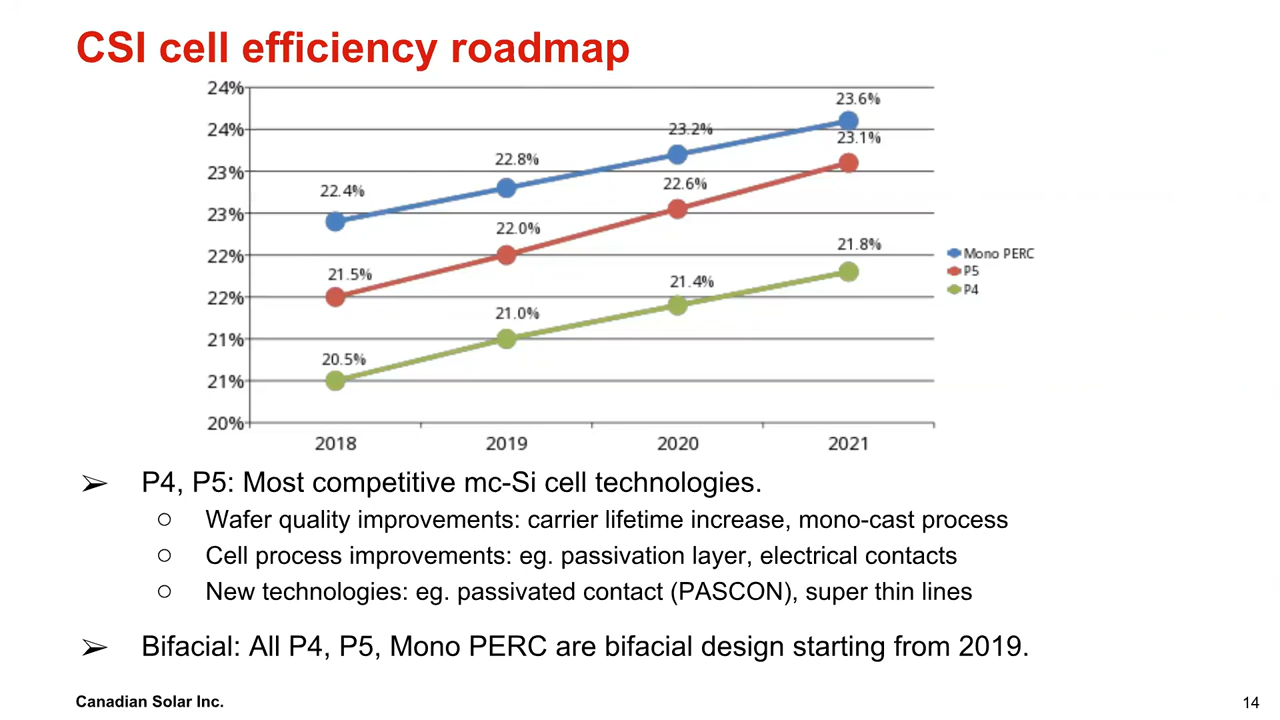 CSI cell efficiency roadmap
24%
23.6%
24%
23.2%
23.1%
22.8%
23%
22.4%
22.6%
23%
22.0%
22%
21.8%
Mono PERC
21.5%
P5
21.4%
P4
22%
21.0%
21%
20.5%
21%
20%
2018 2019 2020 2021
➢ P4, P5: Most competitive mc-Si cell technologies.
○ Wafer quality improvements: carrier lifetime increase, mono-cast process
○ Cell process improvements: eg. passivation layer, electrical contacts
○ New technologies: eg. passivated contact (PASCON), super thin lines
➢ Bifacial: All P4, P5, Mono PERC are bifacial design starting from 2019.
Canadian Solar Inc. 14